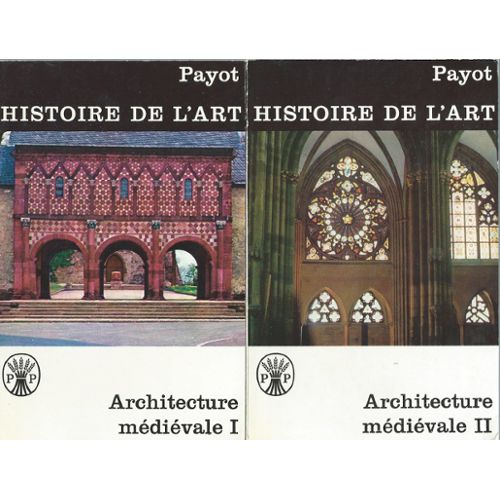 Payot
HISTOIRE DE L'ART
P P
Architecture
médiévale I
Payot
HISTOIRE DE L'ART
P P
Architecture
médiévale II